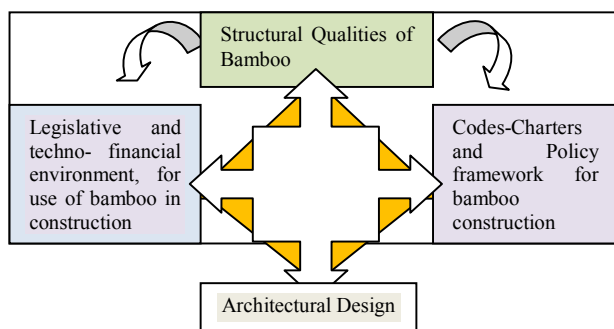 Structural Qualities of
Bamboo
Legislative and
techno- financial
environment, for
use of bamboo in
construction
Codes-Charters
and Policy
framework for
bamboo
construction
Architectural Design